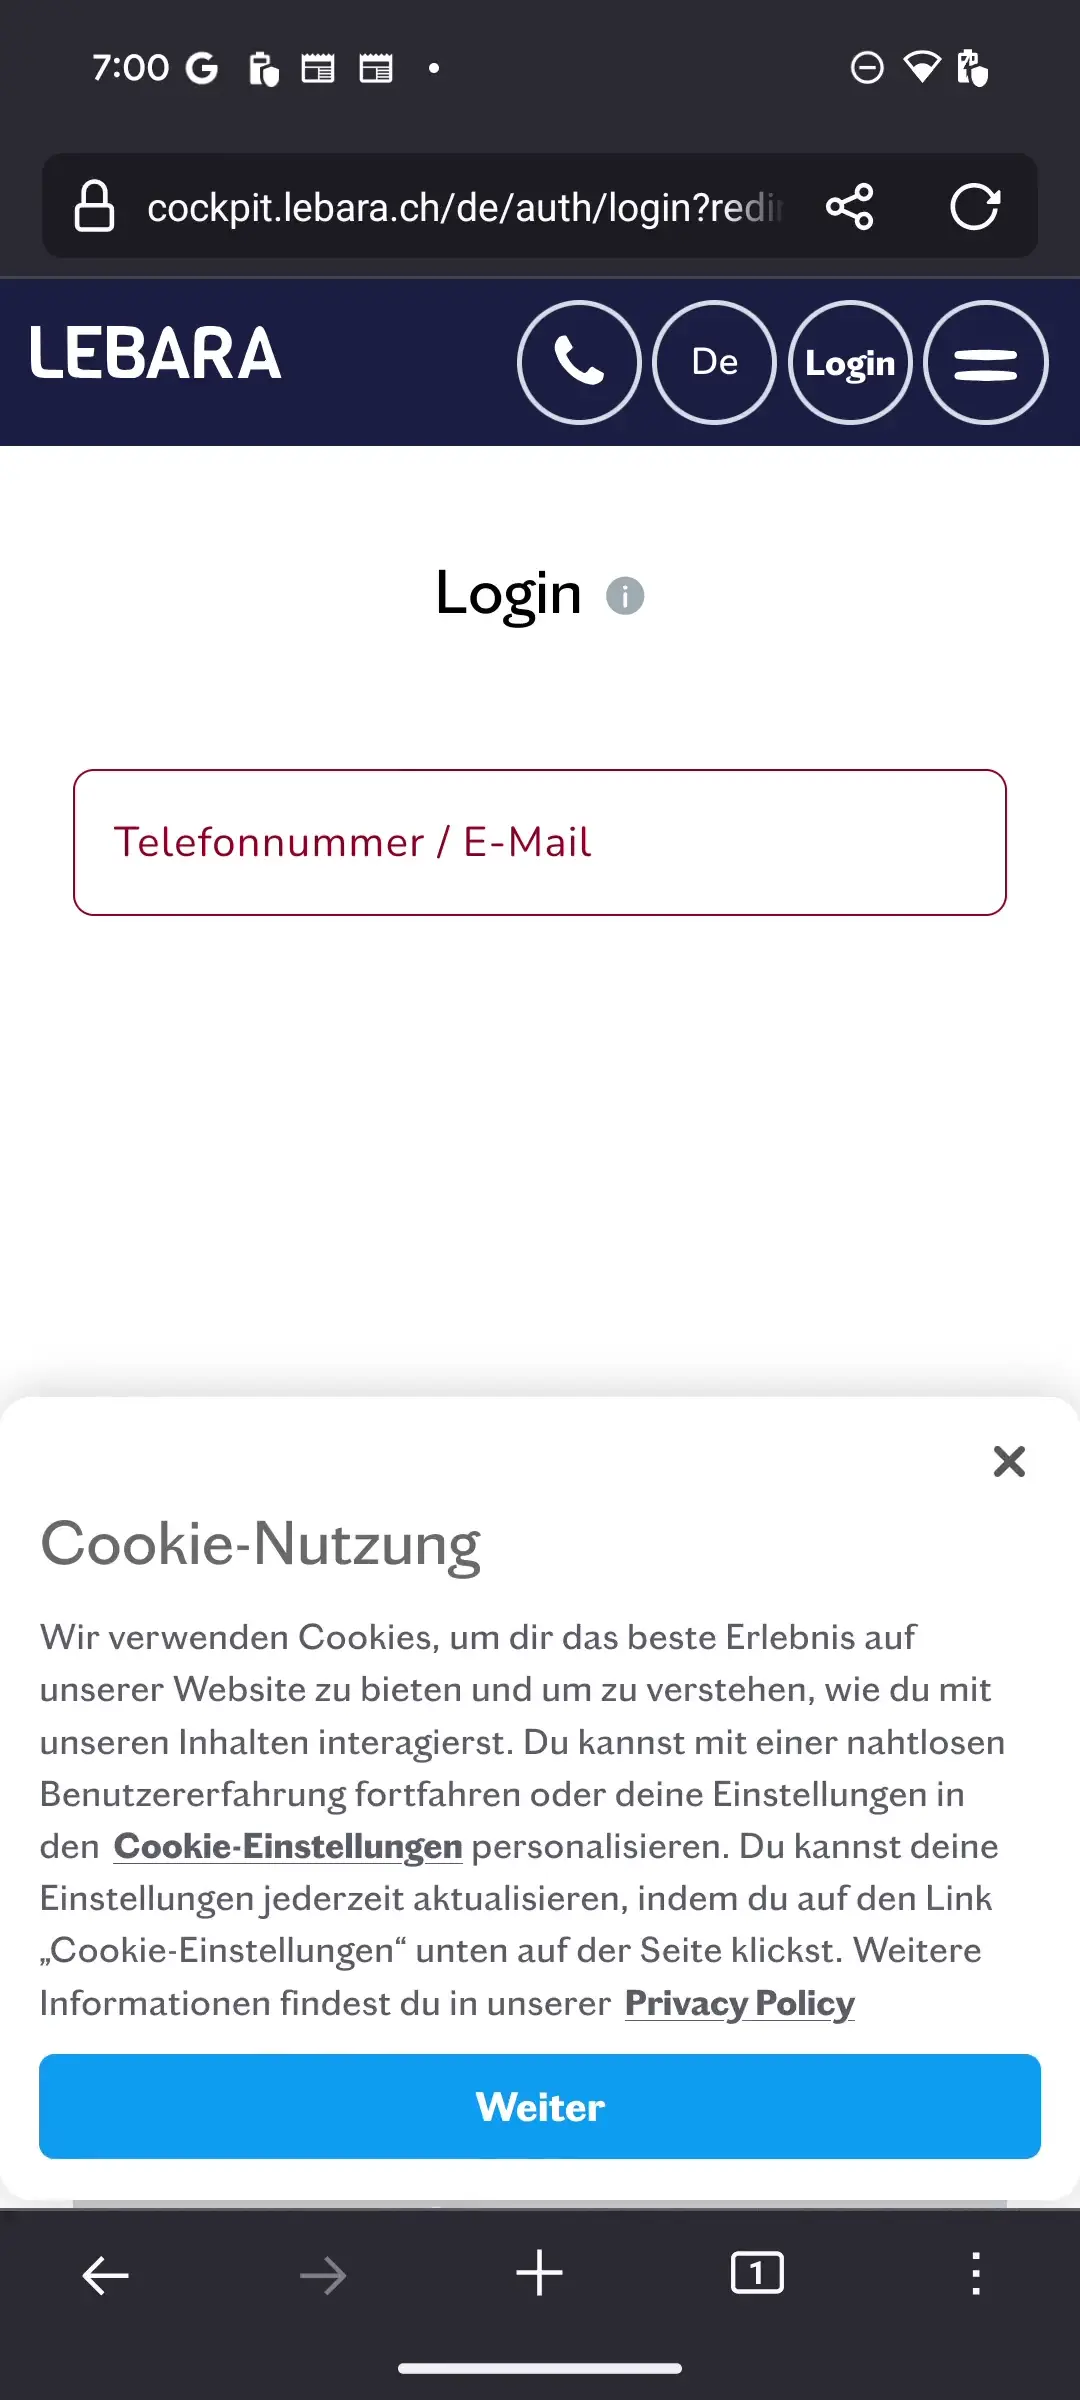 7:00
cockpit.lebara.ch/de/auth/login?redir
LEBARA
De
Login
Login
Telefonnummer / E-Mail
Cookie-Nutzung
Wir verwenden Cookies, um dir das beste Erlebnis auf
unserer Website zu bieten und um zu verstehen, wie du mit
unseren Inhalten interagierst. Du kannst mit einer nahtlosen
Benutzererfahrung fortfahren oder deine Einstellungen in
den Cookie-Einstellungen personalisieren. Du kannst deine
Einstellungen jederzeit aktualisieren, indem du auf den Link
„Cookie-Einstellungen“ unten auf der Seite klickst. Weitere
Informationen findest du in unserer Privacy Policy
Weiter
1